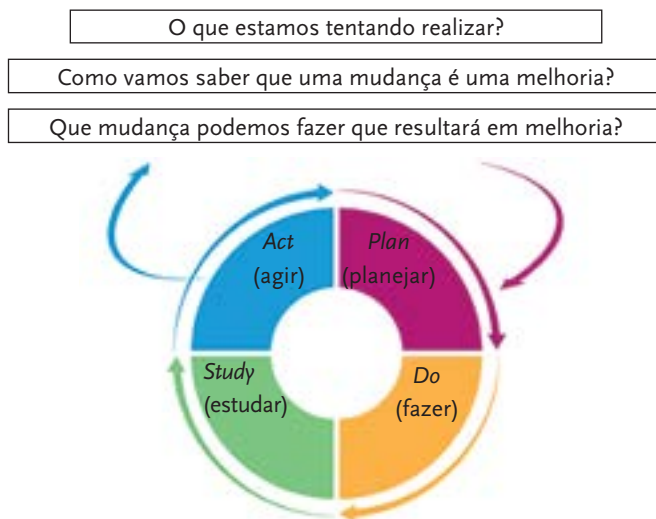 O que estamos tentando realizar?
Como vamos saber que uma mudança é uma melhoria?
Que mudança podemos fazer que resultará em melhoria?
Act
(agir)
Plan
(planejar)
Study
(estudar)
Do
(fazer)